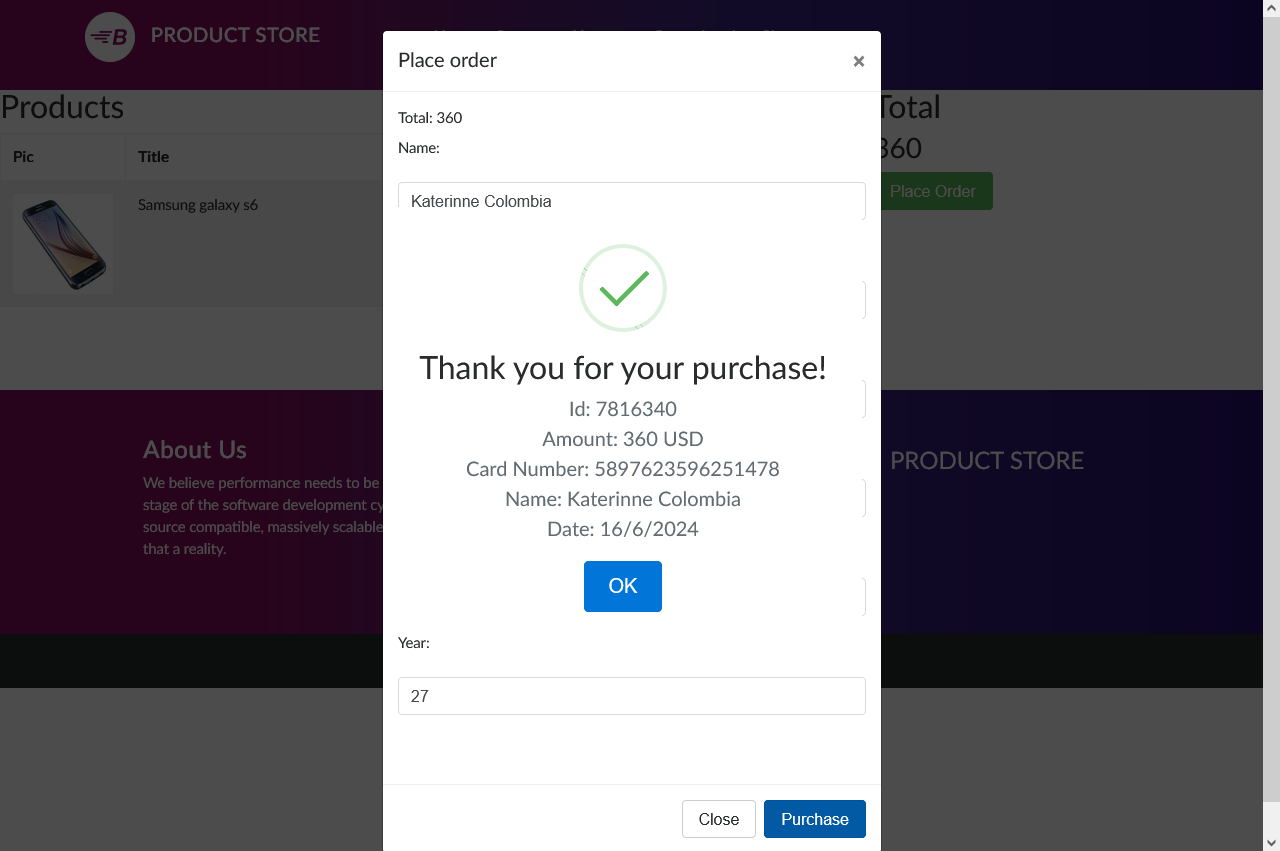 PRODUCT STORE
Place order
×
Products
Total
Total: 360
360
Name:
Pic
Title
Place Order
Katerinne Colombia
Samsung galaxy s6
Thank you for your purchase!
Id: 7816340
Amount: 360 USD
Card Number: 5897623596251478
Name: Katerinne Colombia
Date: 16/6/2024
OK
About Us
We believe performance needs to be
stage of the software development cy
source compatible, massively scalable
that a reality.
PRODUCT STORE
Year:
27
Close
Purchase